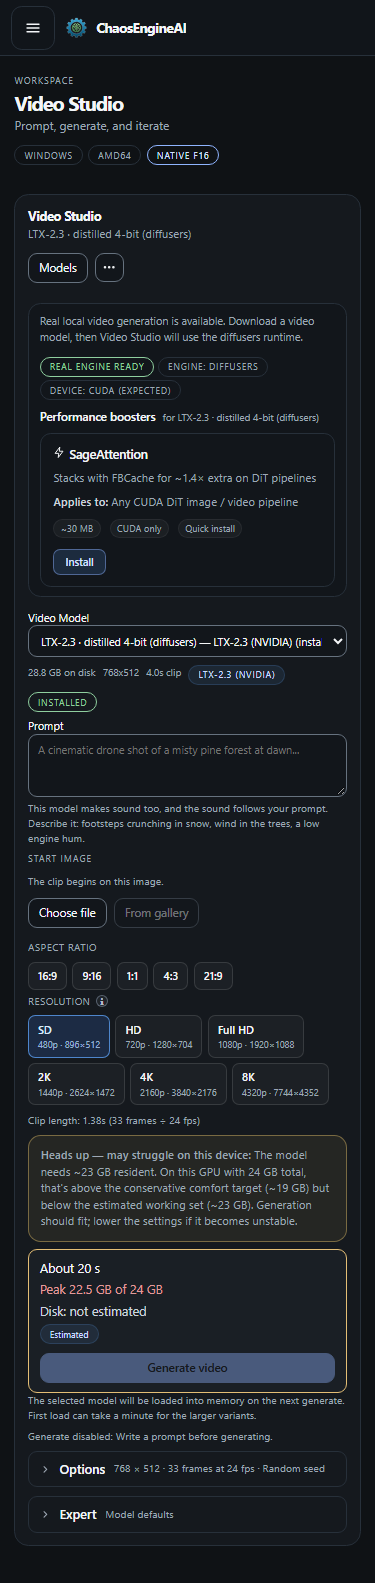 ChaosEngineAI
WORKSPACE
Video Studio
Prompt, generate, and iterate
WINDOWS
AMD64
NATIVE F16
Video Studio
LTX-2.3 · distilled 4-bit (diffusers)
Models
Real local video generation is available. Download a video
model, then Video Studio will use the diffusers runtime.
REAL ENGINE READY
ENGINE: DIFFUSERS
DEVICE: CUDA (EXPECTED)
Performance boosters for LTX-2.3 · distilled 4-bit (diffusers)
SageAttention
Stacks with FBCache for ~1.4× extra on DiT pipelines
Applies to: Any CUDA DiT image / video pipeline
~30 MB
CUDA only
Quick install
Install
Video Model
LTX-2.3 · distilled 4-bit (diffusers) — LTX-2.3 (NVIDIA) (insta
28.8 GB on disk 768x512 4.0s clip LTX-2.3 (NVIDIA)
INSTALLED
Prompt
A cinematic drone shot of a misty pine forest at dawn...
This model makes sound too, and the sound follows your prompt.
Describe it: footsteps crunching in snow, wind in the trees, a low
engine hum.
START IMAGE
The clip begins on this image.
Choose file
From gallery
ASPECT RATIO
16:9
9:16
1:1
4:3
21:9
RESOLUTION
SD
480p · 896×512
HD
720p · 1280×704
Full HD
1080p · 1920×1088
2K
1440p · 2624×1472
4K
2160p · 3840×2176
8K
4320p · 7744×4352
Clip length: 1.38s (33 frames ÷ 24 fps)
Heads up — may struggle on this device: The model
needs ~23 GB resident. On this GPU with 24 GB total,
that's above the conservative comfort target (~19 GB) but
below the estimated working set (~23 GB). Generation
should fit; lower the settings if it becomes unstable.
About 20 s
Peak 22.5 GB of 24 GB
Disk: not estimated
Estimated
Generate video
The selected model will be loaded into memory on the next generate.
First load can take a minute for the larger variants.
Generate disabled: Write a prompt before generating.
Options 768 × 512 · 33 frames at 24 fps · Random seed
Expert Model defaults